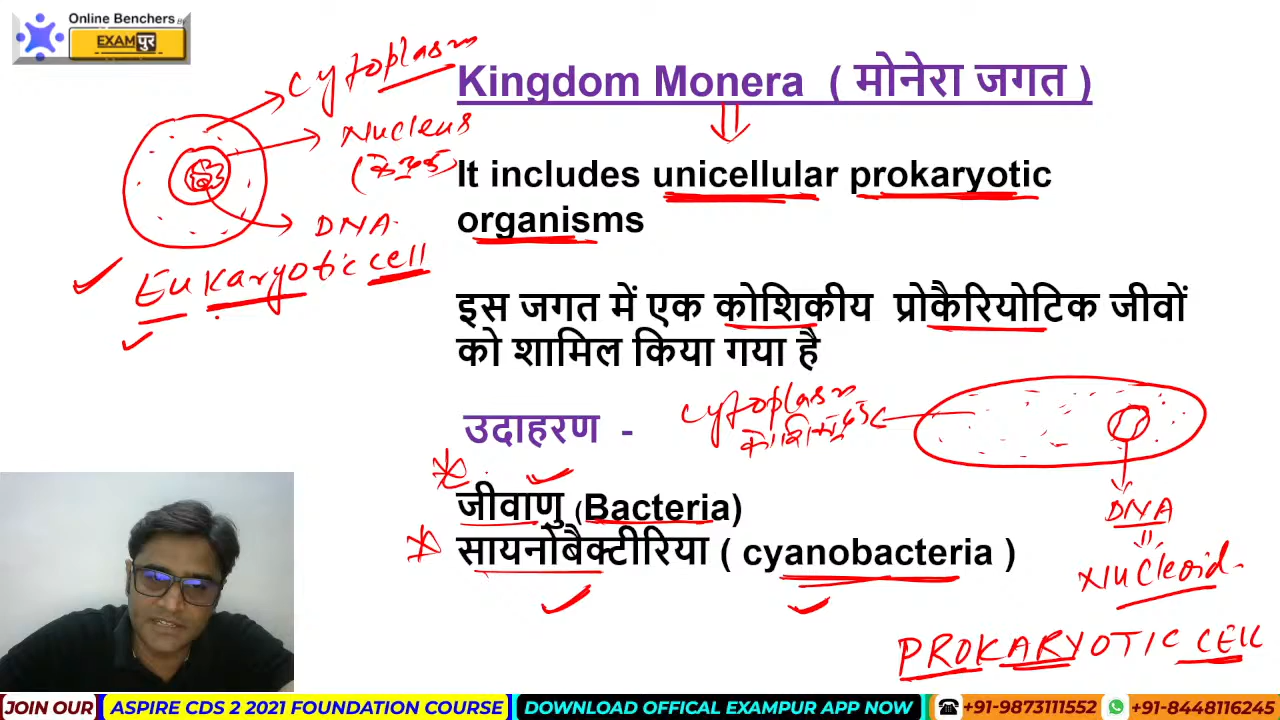 Online Benchers By
EXAMपुर
Kingdom Monera ( मोनेरा जगत )
Cytoplasm
Nucleus
DNA
Eukaryotic cell
It includes unicellular prokaryotic
organisms
इस जगत में एक कोशिकीय प्रोकैरियोटिक जीवों
को शामिल किया गया है
उदाहरण -
Cytoplasm
जीवाणु (Bacteria)
सायनोबैक्टीरिया ( cyanobacteria )
DNA
Nucleoid
PROKARYOTIC CELL
JOIN OUR ASPIRE CDS 2 2021 FOUNDATION COURSE DOWNLOAD OFFICAL EXAMPUR APP NOW +91-9873111552 +91-8448116245